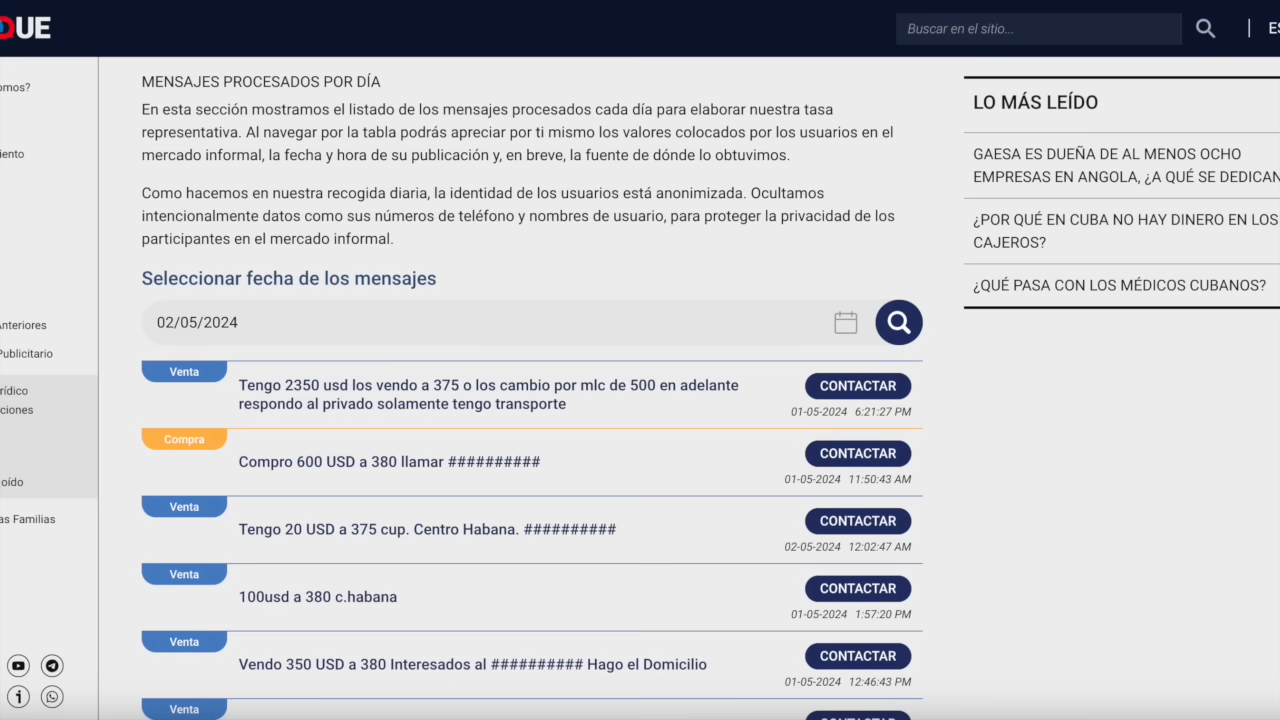 QUE
Buscar en el sitio...
ES
omos?
iento
Anteriores
Publicitario
rídico
ciones
oído
as Familias
MENSAJES PROCESADOS POR DÍA
En esta sección mostramos el listado de los mensajes procesados cada día para elaborar nuestra tasa
representativa. Al navegar por la tabla podrás apreciar por ti mismo los valores colocados por los usuarios en el
mercado informal, la fecha y hora de su publicación y, en breve, la fuente de dónde lo obtuvimos.
Como hacemos en nuestra recogida diaria, la identidad de los usuarios está anonimizada. Ocultamos
intencionalmente datos como sus números de teléfono y nombres de usuario, para proteger la privacidad de los
participantes en el mercado informal.
Seleccionar fecha de los mensajes
02/05/2024
Venta
Tengo 2350 usd los vendo a 375 o los cambio por mlc de 500 en adelante
respondo al privado solamente tengo transporte
CONTACTAR
01-05-2024 6:21:27 PM
Compra
Compro 600 USD a 380 llamar ##########
CONTACTAR
01-05-2024 11:50:43 AM
Venta
Tengo 20 USD a 375 cup. Centro Habana. ##########
CONTACTAR
02-05-2024 12:02:47 AM
Venta
100usd a 380 c.habana
CONTACTAR
01-05-2024 1:57:20 PM
Venta
Vendo 350 USD a 380 Interesados al ########## Hago el Domicilio
CONTACTAR
01-05-2024 12:46:43 PM
Venta
CONTACTAR
LO MÁS LEÍDO
GAESA ES DUEÑA DE AL MENOS OCHO
EMPRESAS EN ANGOLA, ¿A QUÉ SE DEDICAN
¿POR QUÉ EN CUBA NO HAY DINERO EN LOS
CAJEROS?
¿QUÉ PASA CON LOS MÉDICOS CUBANOS?